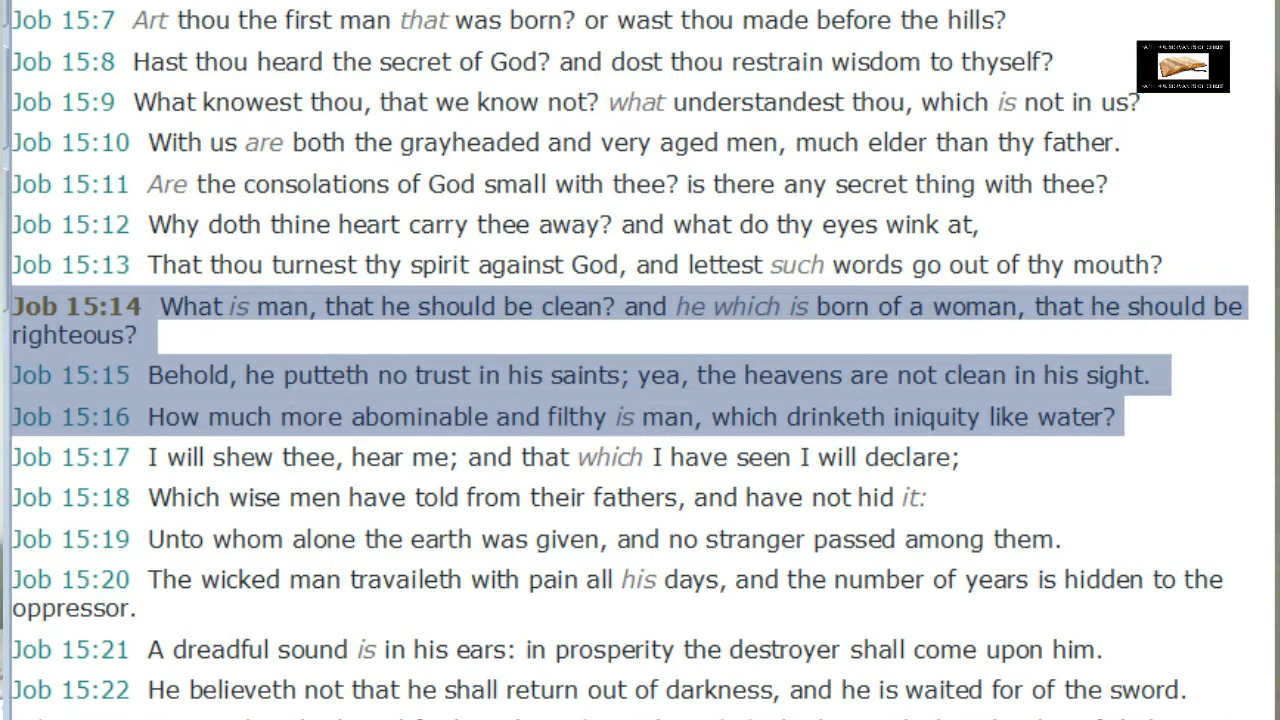 Job 15:7 Art thou the first man that was born? or wast thou made before the hills?
Job 15:8 Hast thou heard the secret of God? and dost thou restrain wisdom to thyself?
Job 15:9 What knowest thou, that we know not? what understandest thou, which is not in us?
Job 15:10 With us are both the grayheaded and very aged men, much elder than thy father.
Job 15:11 Are the consolations of God small with thee? is there any secret thing with thee?
Job 15:12 Why doth thine heart carry thee away? and what do thy eyes wink at,
Job 15:13 That thou turnest thy spirit against God, and lettest such words go out of thy mouth?
Job 15:14 What is man, that he should be clean? and he which is born of a woman, that he should be
righteous?
Job 15:15 Behold, he putteth no trust in his saints; yea, the heavens are not clean in his sight.
Job 15:16 How much more abominable and filthy is man, which drinketh iniquity like water?
Job 15:17 I will shew thee, hear me; and that which I have seen I will declare;
Job 15:18 Which wise men have told from their fathers, and have not hid it:
Job 15:19 Unto whom alone the earth was given, and no stranger passed among them.
Job 15:20 The wicked man travaileth with pain all his days, and the number of years is hidden to the
oppressor.
Job 15:21 A dreadful sound is in his ears: in prosperity the destroyer shall come upon him.
Job 15:22 He believeth not that he shall return out of darkness, and he is waited for of the sword.